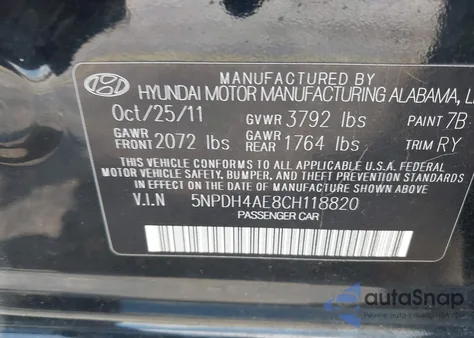 MANUFACTURED BY
HYUNDAI MOTOR MANUFACTURING ALABAMA, L
Oct/25/11 GVWR 3792 lbs PAINT 7B
GAWR FRONT 2072 lbs GAWR REAR 1764 lbs TRIM RY
THIS VEHICLE CONFORMS TO ALL APPLICABLE U.S.A. FEDERAL
MOTOR VEHICLE SAFETY, BUMPER, AND THEFT PREVENTION STANDARDS
IN EFFECT ON THE DATE OF MANUFACTURE SHOWN ABOVE.
V.I.N 5NPDH4AE8CH118820
PASSENGER CAR
autoSnap